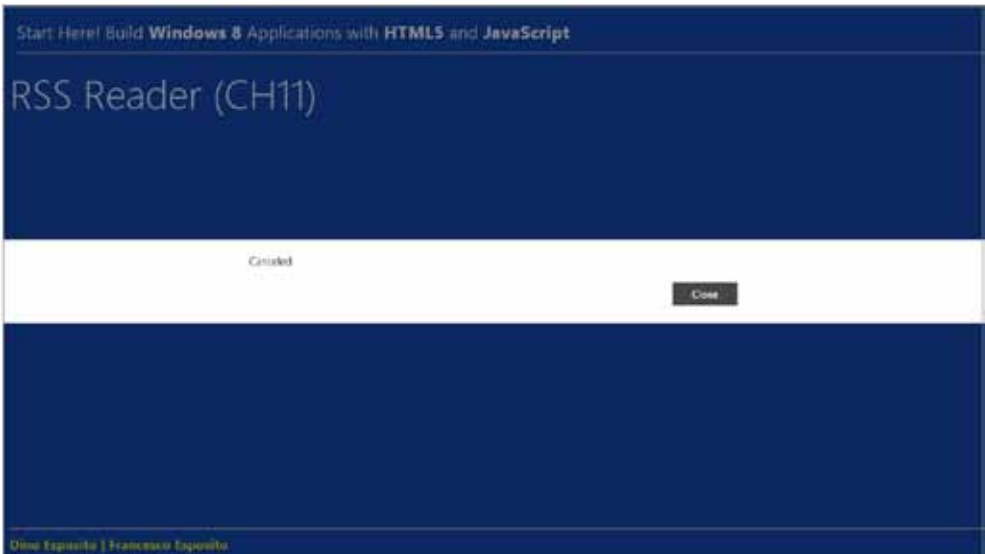 Start Here! Build Windows 8 Applications with HTML5 and JavaScript
RSS Reader (CH11)
Canceled
Close
Dino Esposito | Francesco Esposito